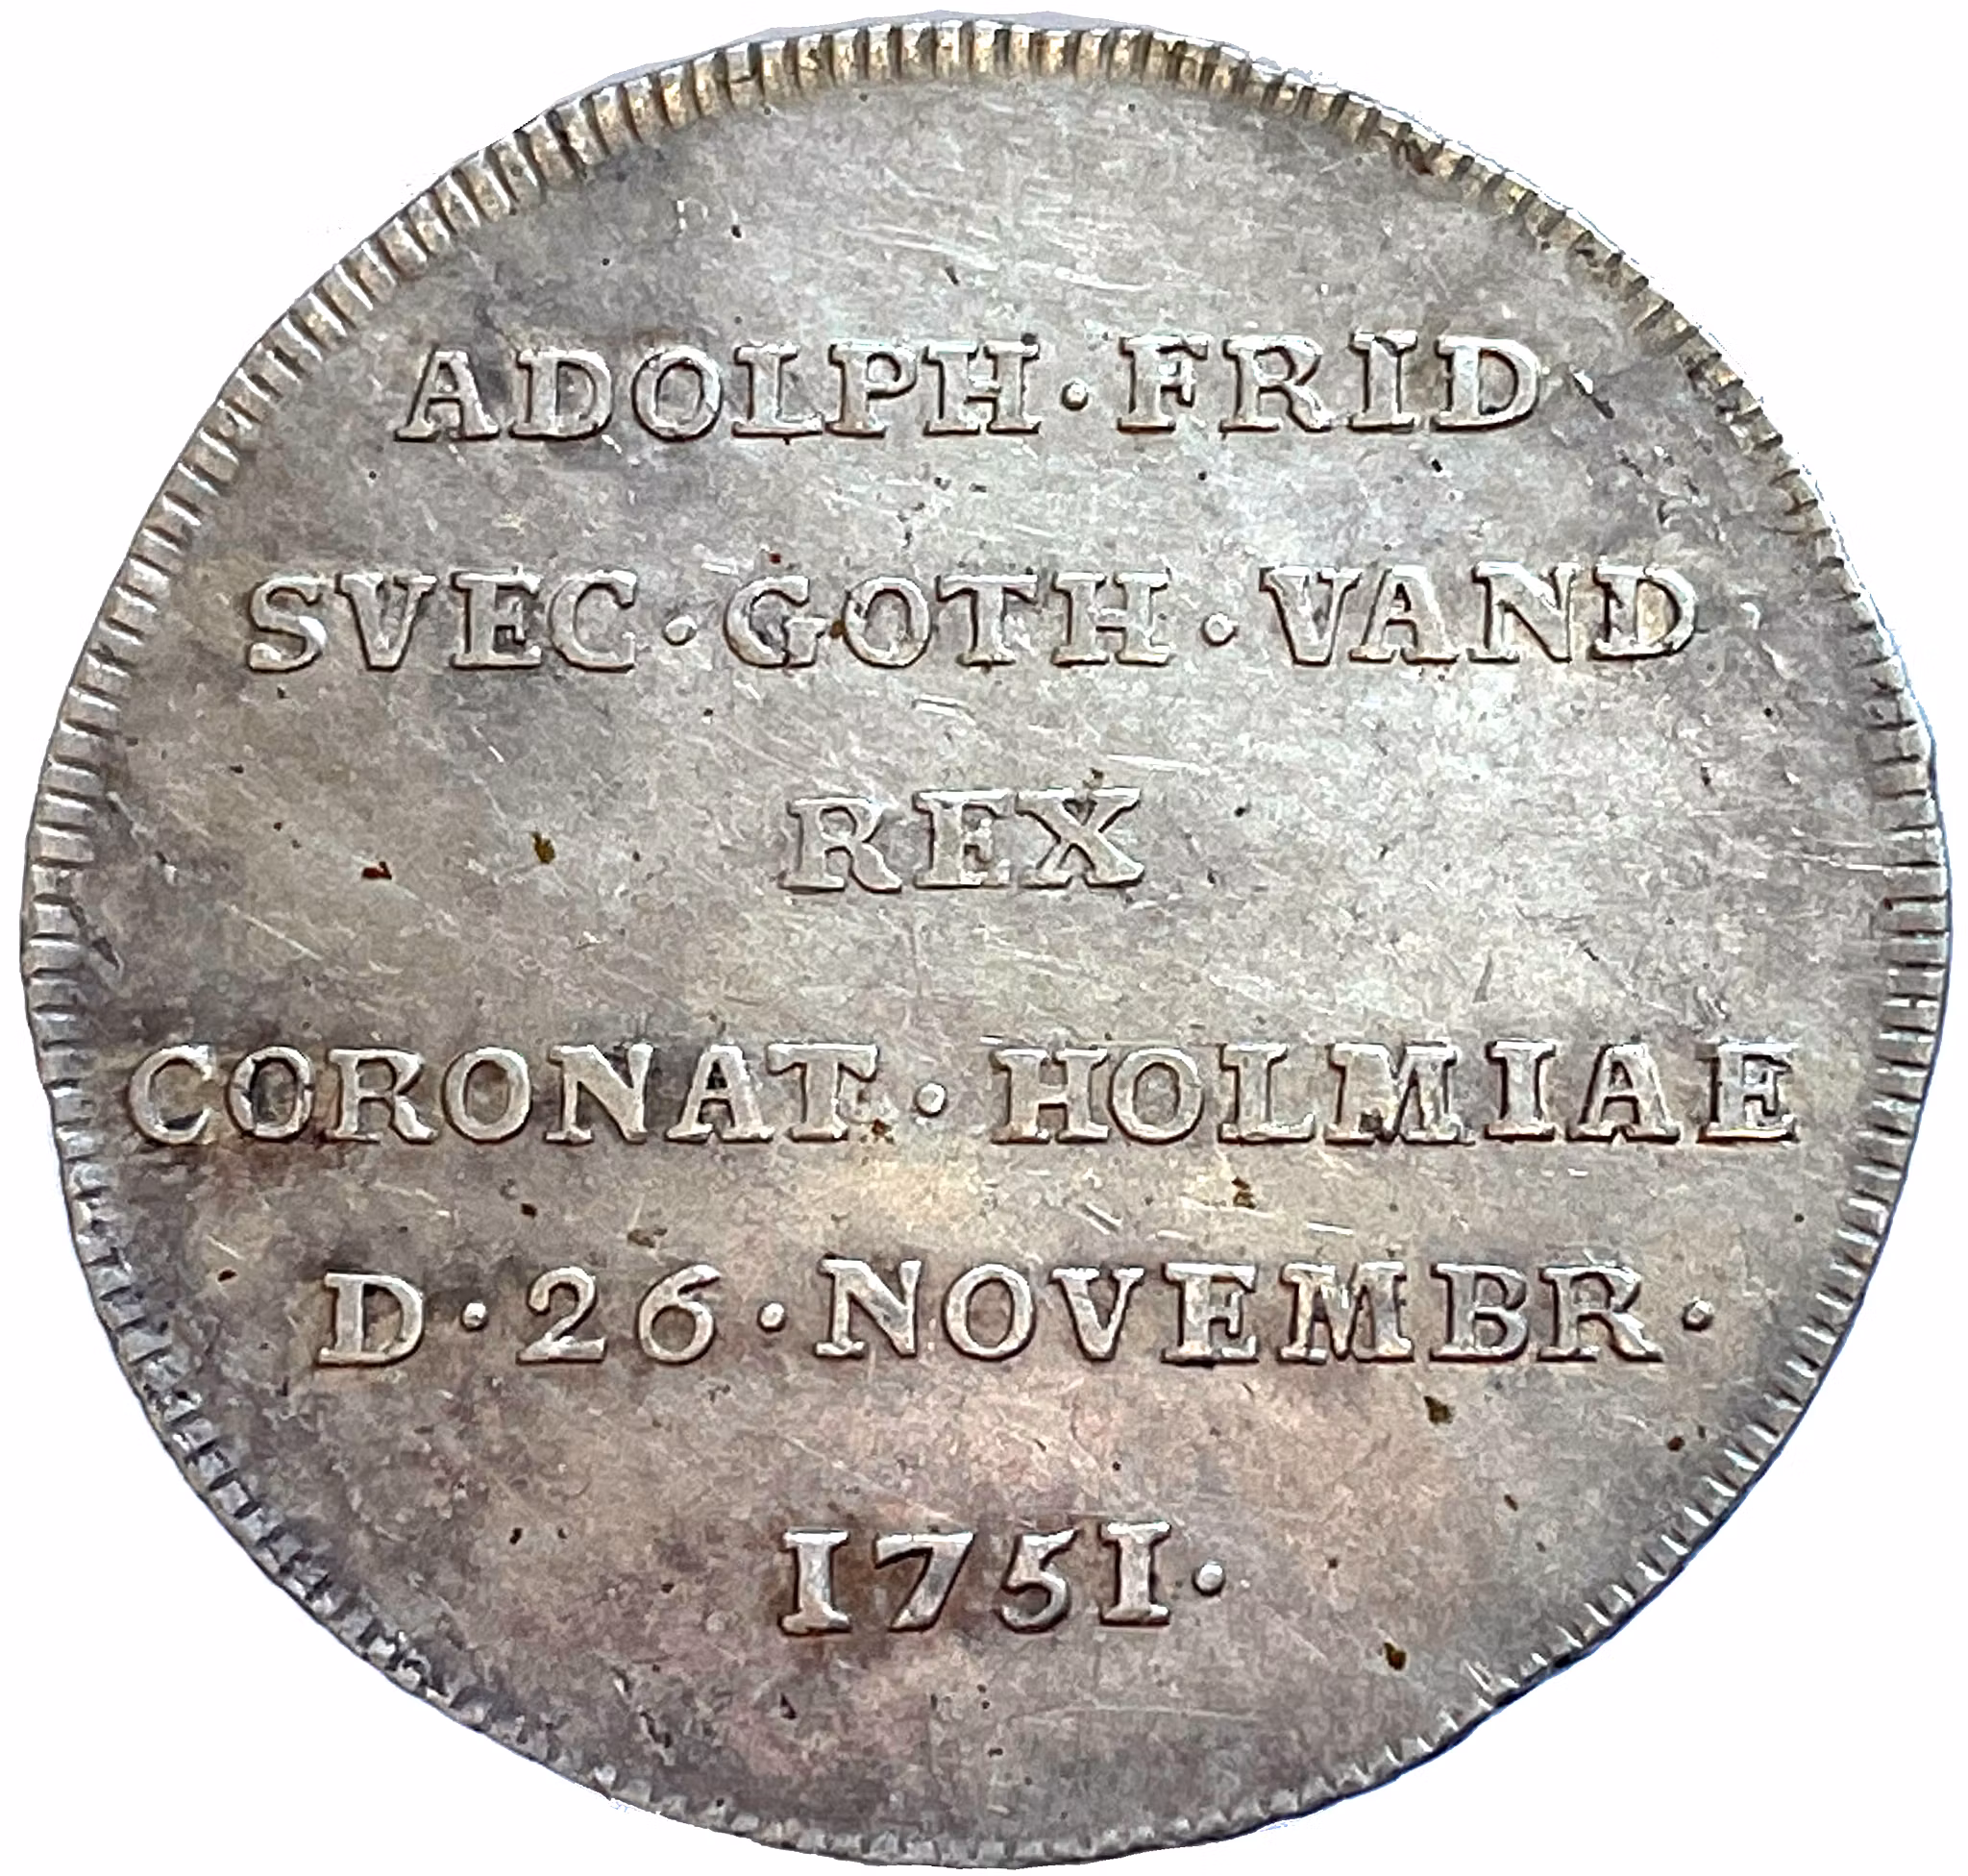 ADOLPH·FRID
SVEC·GOTH·VAND
REX
CORONAT·HOLMIAE
D·26·NOVEMBR·
1751·